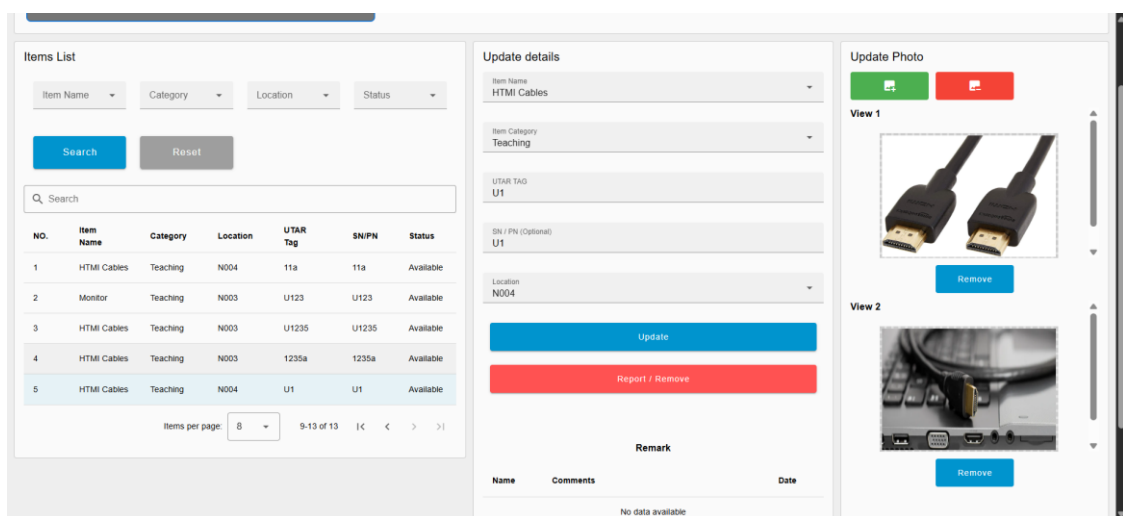 Items List
Item Name
Category
Location
Status
Search
Reset
Search
NO. Item Name Category Location UTAR Tag SN/PN Status
1 HTMI Cables Teaching N004 11a 11a Available
2 Monitor Teaching N003 U123 U123 Available
3 HTMI Cables Teaching N003 U1235 U1235 Available
4 HTMI Cables Teaching N003 1235a 1235a Available
5 HTMI Cables Teaching N004 U1 U1 Available
Items per page: 8 9-13 of 13
Update details
Item Name
HTMI Cables
Item Category
Teaching
UTAR TAG
U1
SN / PN (Optional)
U1
Location
N004
Update
Report / Remove
Remark
Name Comments Date
No data available
Update Photo
View 1
Remove
View 2
Remove